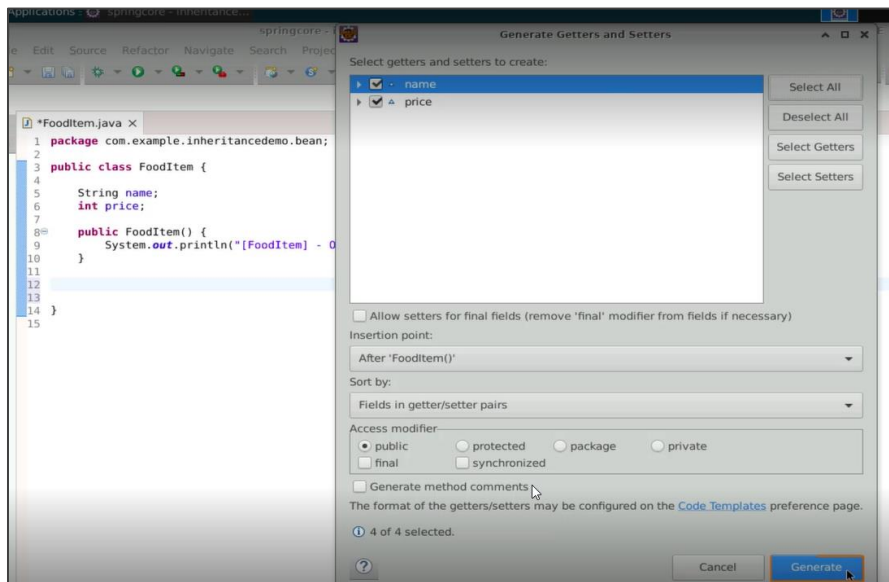 Applications : springcore - inheritance...
springcore -
Generate Getters and Setters
Edit Source Refactor Navigate Search Projec
Select getters and setters to create:
name
Select All
price
Deselect All
*FoodItem.java
Select Getters
1 package com.example.inheritancedemo.bean;
2
3 public class FoodItem {
Select Setters
4
5 String name;
6 int price;
7
8 public FoodItem() {
9 System.out.println("[FoodItem] - O
10 }
11
12
13
14 }
15
Allow setters for final fields (remove 'final' modifier from fields if necessary)
Insertion point:
After 'FoodItem()'
Sort by:
Fields in getter/setter pairs
Access modifier
public protected package private
final synchronized
Generate method comments
The format of the getters/setters may be configured on the Code Templates preference page.
4 of 4 selected.
?
Cancel Generate